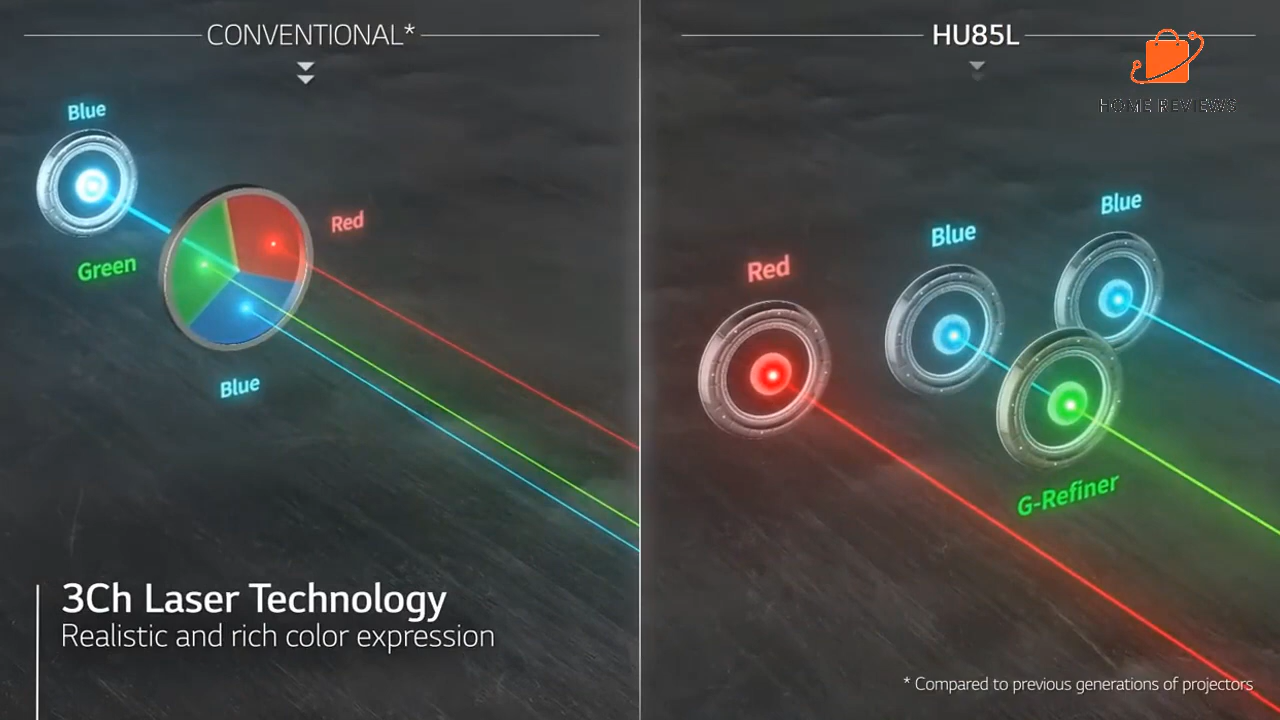 CONVENTIONAL*
Blue
Red
Green
Blue
3Ch Laser Technology
Realistic and rich color expression
HU85L
HOME REVIEWS
Blue
Blue
Red
G-Refiner
* Compared to previous generations of projectors